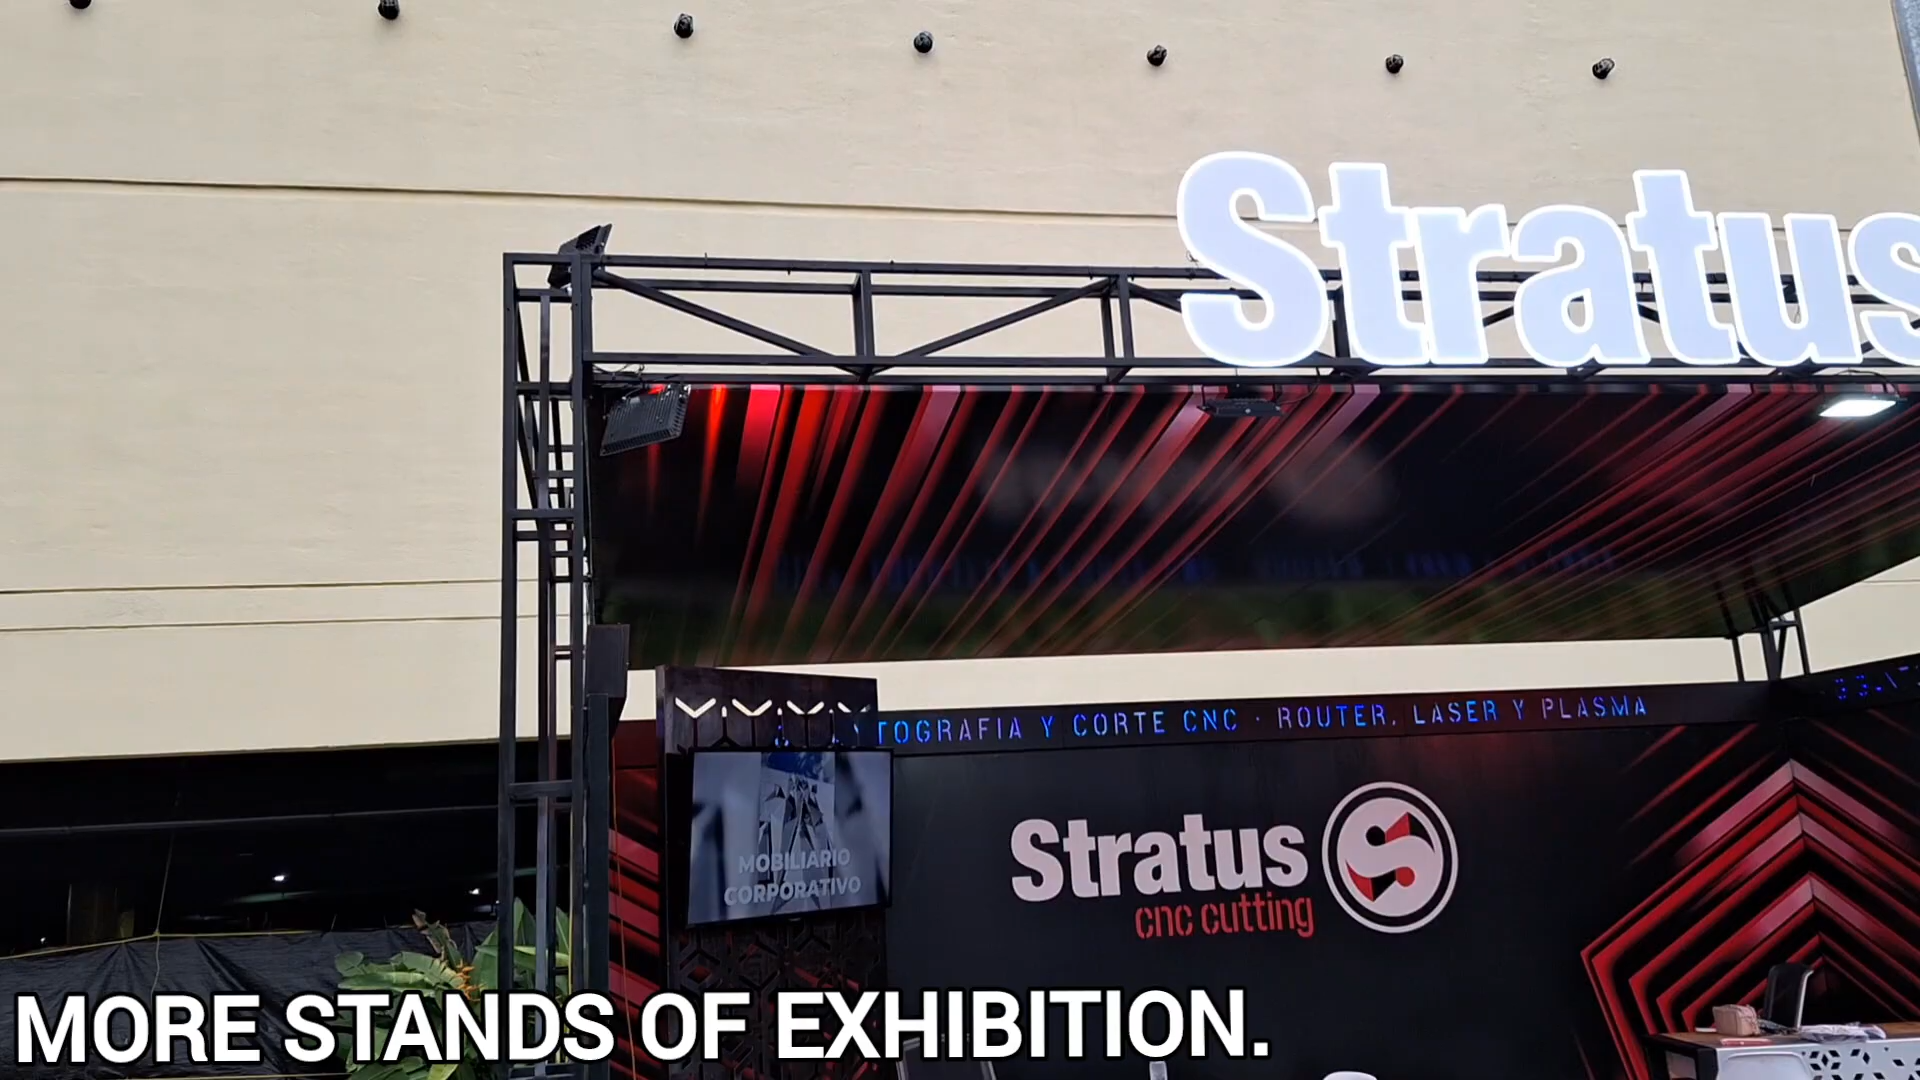 Stratus
TOGRAFIA Y CORTE CNC · ROUTER, LASER Y PLASMA
MOBILIARIO
CORPORATIVO
Stratus
cnc cutting
MORE STANDS OF EXHIBITION.